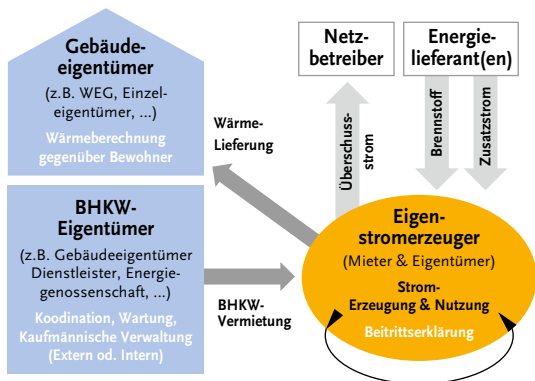 Gebäude-
eigentümer
(z.B. WEG, Einzel-
eigentümer, ...)
Wärmeberechnung
gegenüber Bewohner
BHKW-
Eigentümer
(z.B. Gebäudeeigentümer
Dienstleister, Energie-
genossenschaft, ...)
Koordination, Wartung,
Kaufmännische Verwaltung
(Extern od. Intern)
Wärme-
Lieferung
BHKW-
Vermietung
Netz-
betreiber
Überschuss-
strom
Energie-
lieferant(en)
Brennstoff
Zusatzstrom
Eigen-
stromerzeuger
(Mieter & Eigentümer)
Strom-
Erzeugung & Nutzung
Beitrittserklärung